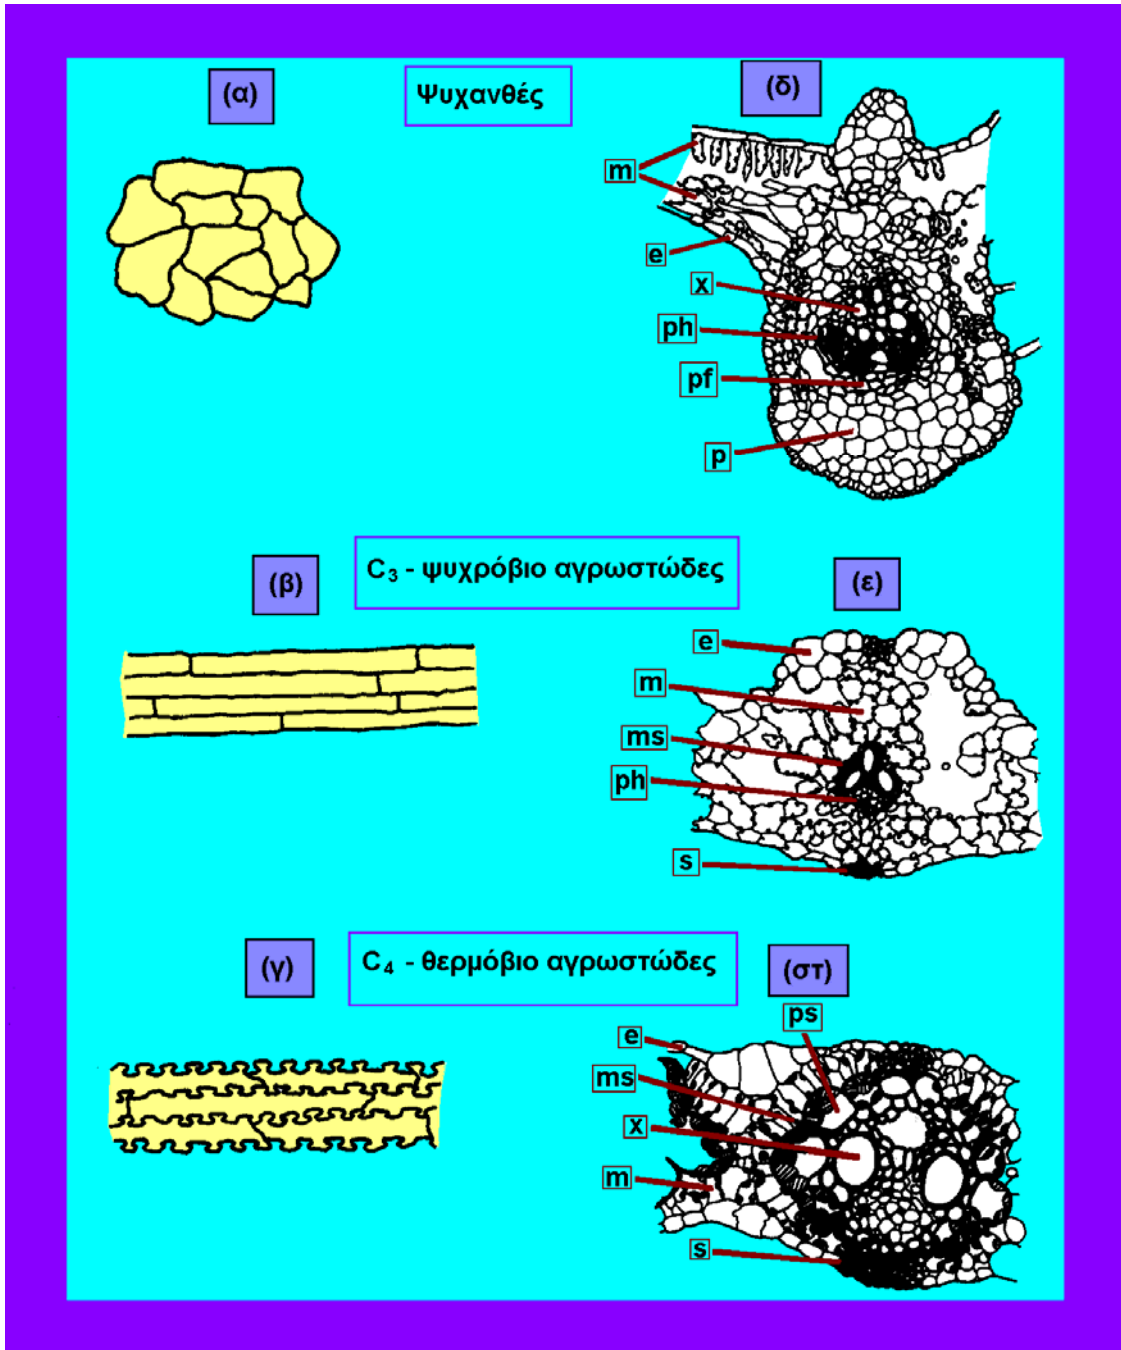 (α)
Ψυχανθές
(δ)
m
e
x
ph
pf
p
C₃ - ψυχρόβιο αγρωστώδες
(β)
(ε)
e
m
ms
ph
s
C₄ - θερμόβιο αγρωστώδες
(γ)
(στ)
ps
e
ms
x
m
s